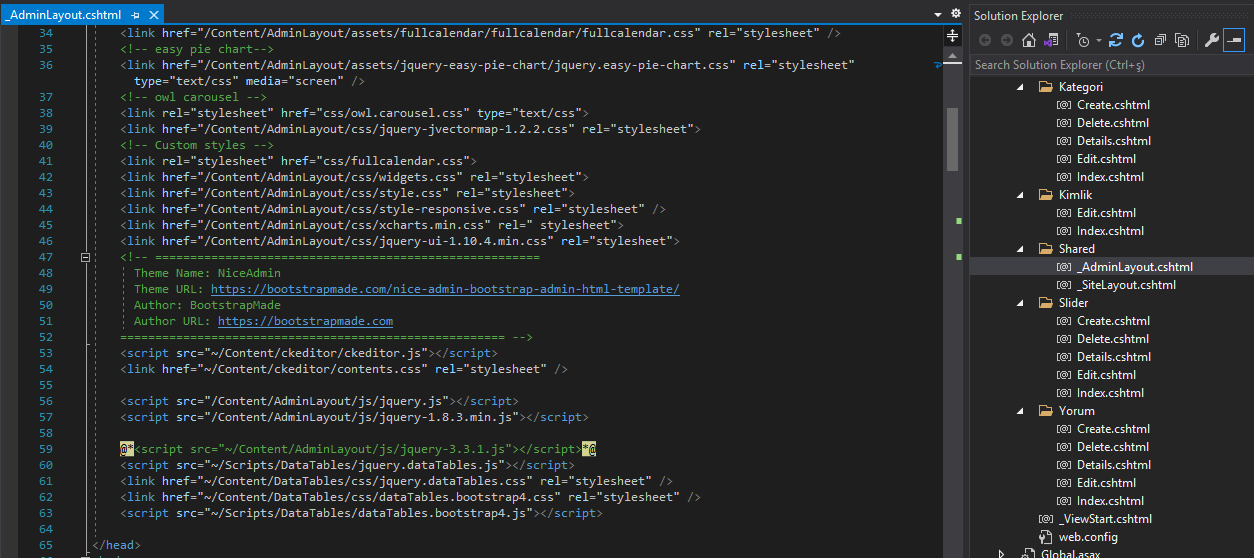 _AdminLayout.cshtml
34 <link href="/Content/AdminLayout/assets/fullcalendar/fullcalendar/fullcalendar.css" rel="stylesheet" />
35 <!-- easy pie chart-->
36 <link href="/Content/AdminLayout/assets/jquery-easy-pie-chart/jquery.easy-pie-chart.css" rel="stylesheet"
type="text/css" media="screen" />
37 <!-- owl carousel -->
38 <link rel="stylesheet" href="css/owl.carousel.css" type="text/css">
39 <link href="/Content/AdminLayout/css/jquery-jvectormap-1.2.2.css" rel="stylesheet">
40 <!-- Custom styles -->
41 <link rel="stylesheet" href="css/fullcalendar.css">
42 <link href="/Content/AdminLayout/css/widgets.css" rel="stylesheet">
43 <link href="/Content/AdminLayout/css/style.css" rel="stylesheet">
44 <link href="/Content/AdminLayout/css/style-responsive.css" rel="stylesheet" />
45 <link href="/Content/AdminLayout/css/xcharts.min.css" rel=" stylesheet">
46 <link href="/Content/AdminLayout/css/jquery-ui-1.10.4.min.css" rel="stylesheet">
47 <!-- =======================================================
48 Theme Name: NiceAdmin
49 Theme URL: https://bootstrapmade.com/nice-admin-bootstrap-admin-html-template/
50 Author: BootstrapMade
51 Author URL: https://bootstrapmade.com
52 ======================================================= -->
53 <script src="~/Content/ckeditor/ckeditor.js"></script>
54 <link href="~/Content/ckeditor/contents.css" rel="stylesheet" />
55
56 <script src="/Content/AdminLayout/js/jquery.js"></script>
57 <script src="/Content/AdminLayout/js/jquery-1.8.3.min.js"></script>
58
59 @*<script src="~/Content/AdminLayout/js/jquery-3.3.1.js"></script>*@
60 <script src="~/Scripts/DataTables/jquery.dataTables.js"></script>
61 <link href="~/Content/DataTables/css/jquery.dataTables.css" rel="stylesheet" />
62 <link href="~/Content/DataTables/css/dataTables.bootstrap4.css" rel="stylesheet" />
63 <script src="~/Scripts/DataTables/dataTables.bootstrap4.js"></script>
64
65 </head>
Solution Explorer
Search Solution Explorer (Ctrl+ş)
Kategori
[@] Create.cshtml
[@] Delete.cshtml
[@] Details.cshtml
[@] Edit.cshtml
[@] Index.cshtml
Kimlik
[@] Edit.cshtml
[@] Index.cshtml
Shared
[@] _AdminLayout.cshtml
[@] _SiteLayout.cshtml
Slider
[@] Create.cshtml
[@] Delete.cshtml
[@] Details.cshtml
[@] Edit.cshtml
[@] Index.cshtml
Yorum
[@] Create.cshtml
[@] Delete.cshtml
[@] Details.cshtml
[@] Edit.cshtml
[@] Index.cshtml
[@] _ViewStart.cshtml
web.config
Global.asax